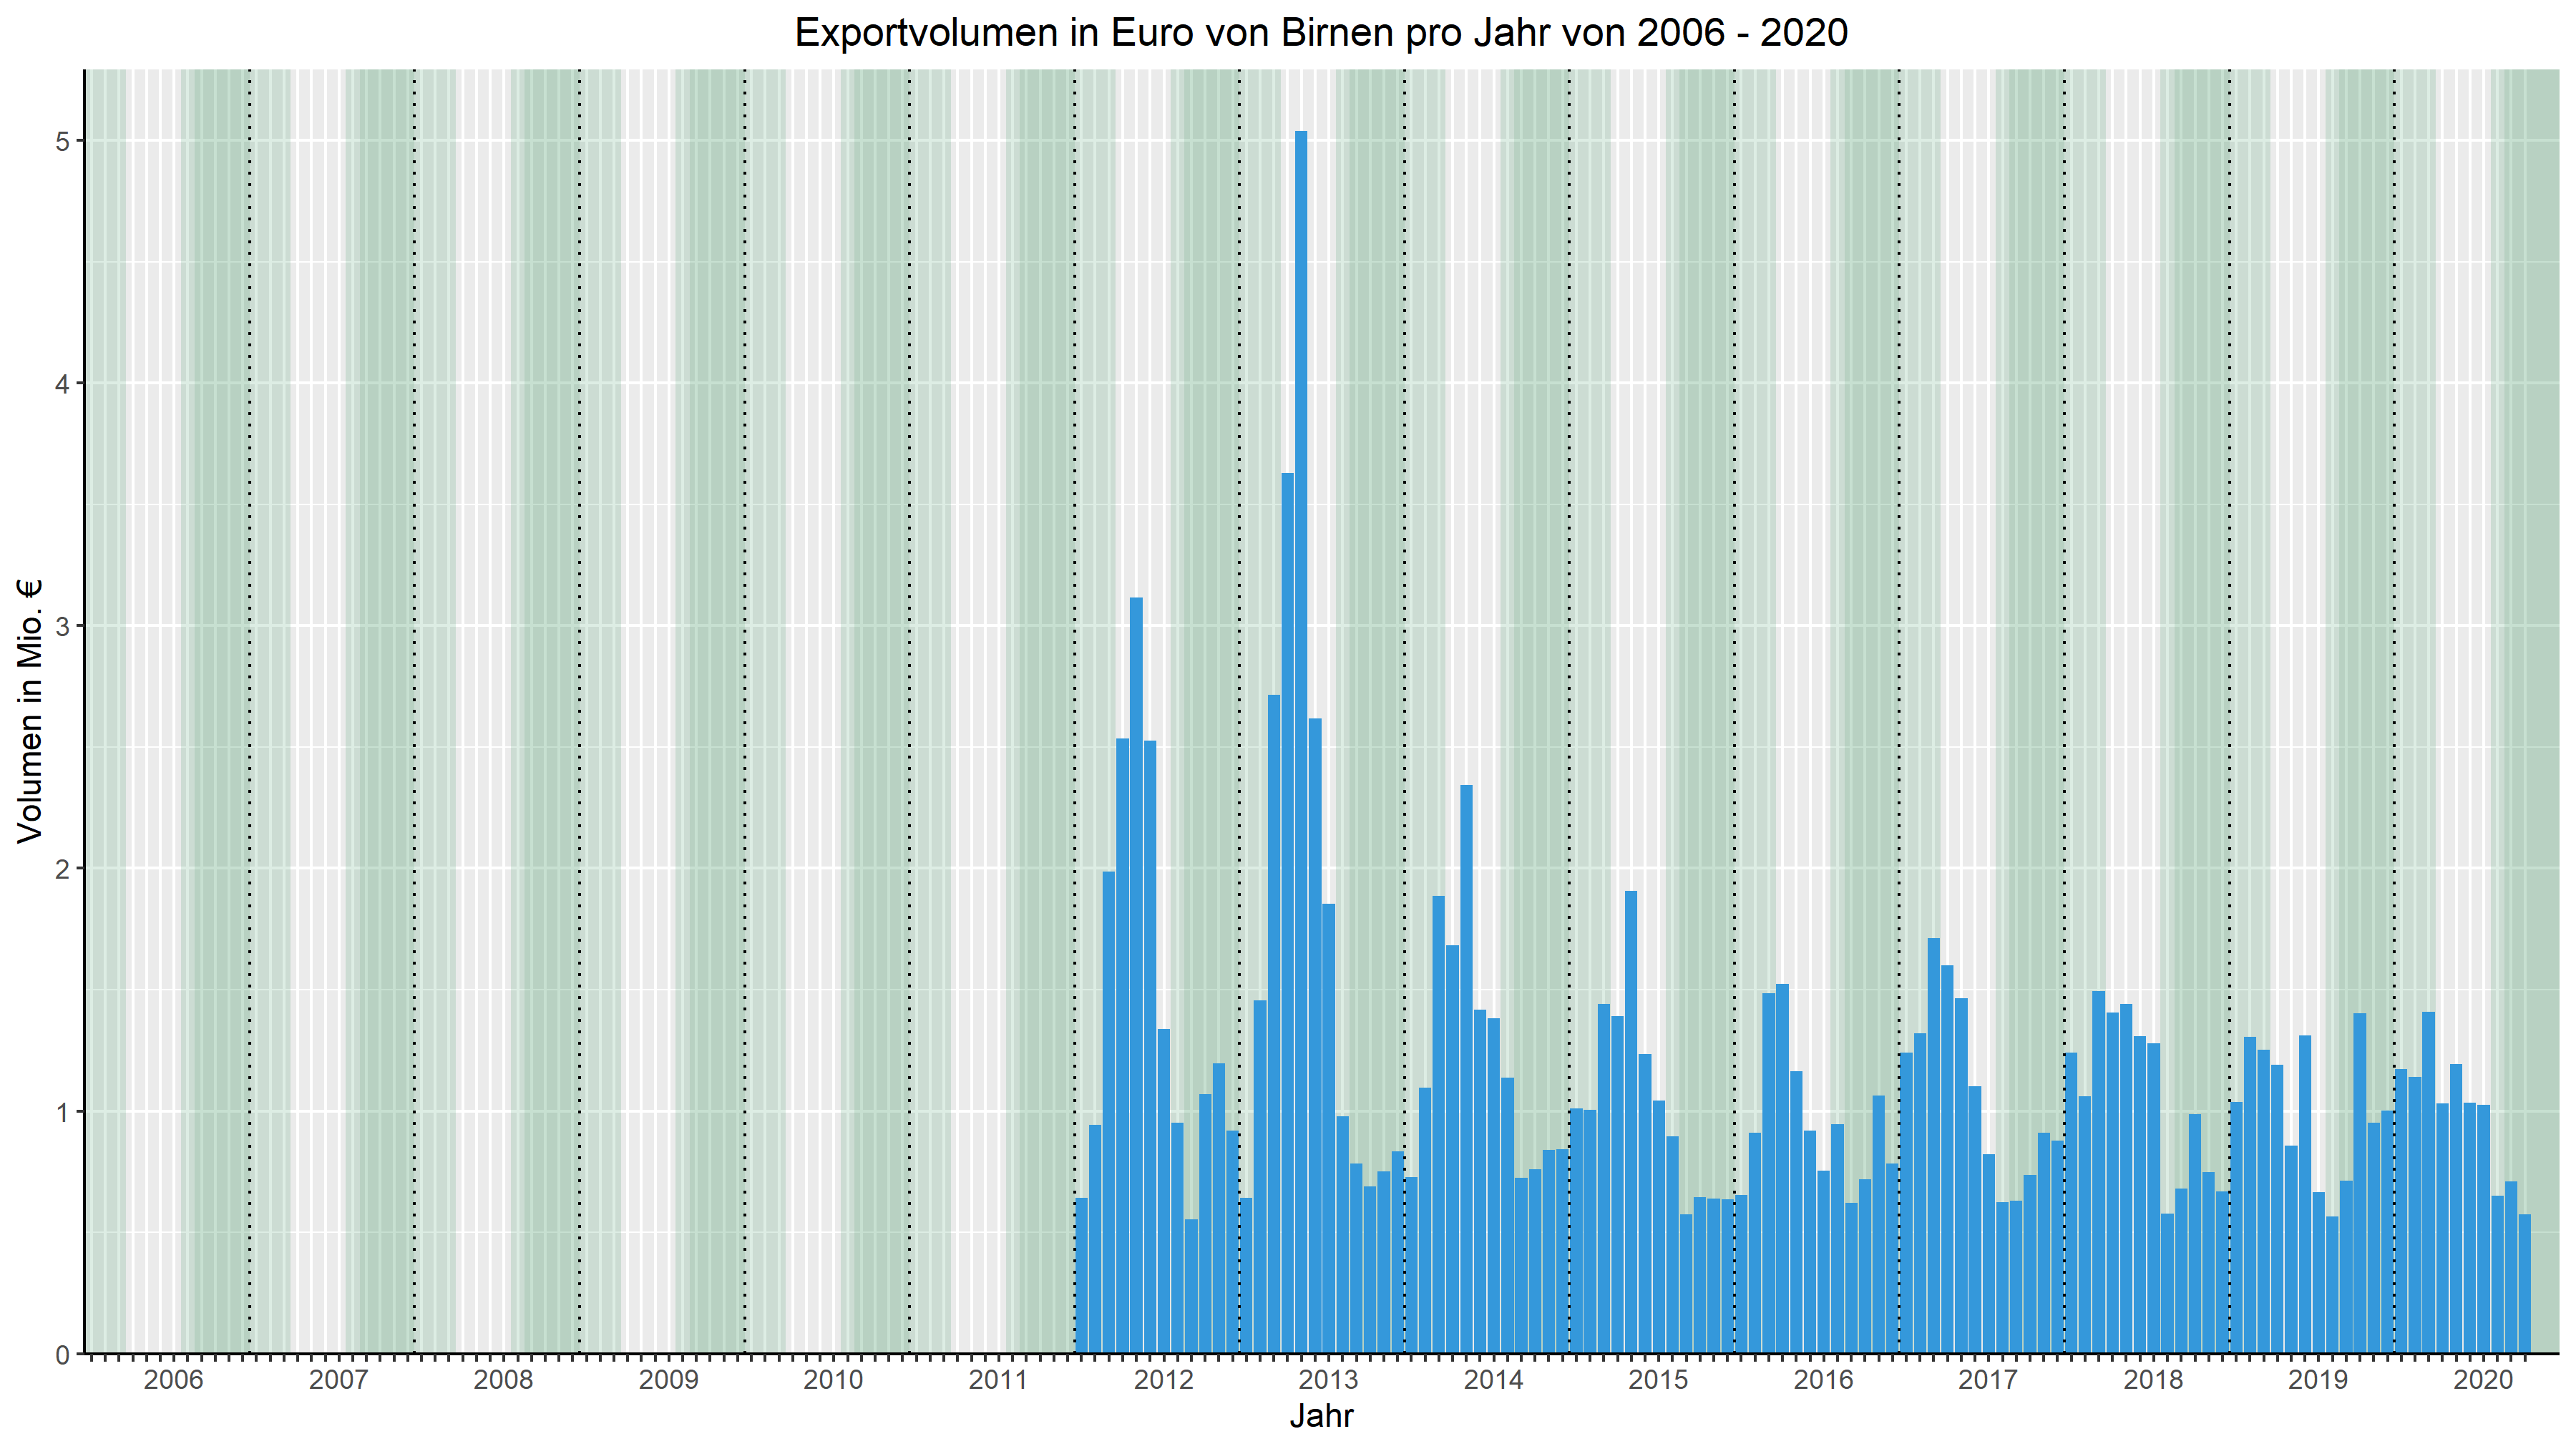 Exportvolumen in Euro von Birnen pro Jahr von 2006 - 2020
Volumen in Mio. €
5
4
3
2
1
0
2006 2007 2008 2009 2010 2011 2012 2013 2014 2015 2016 2017 2018 2019 2020
Jahr